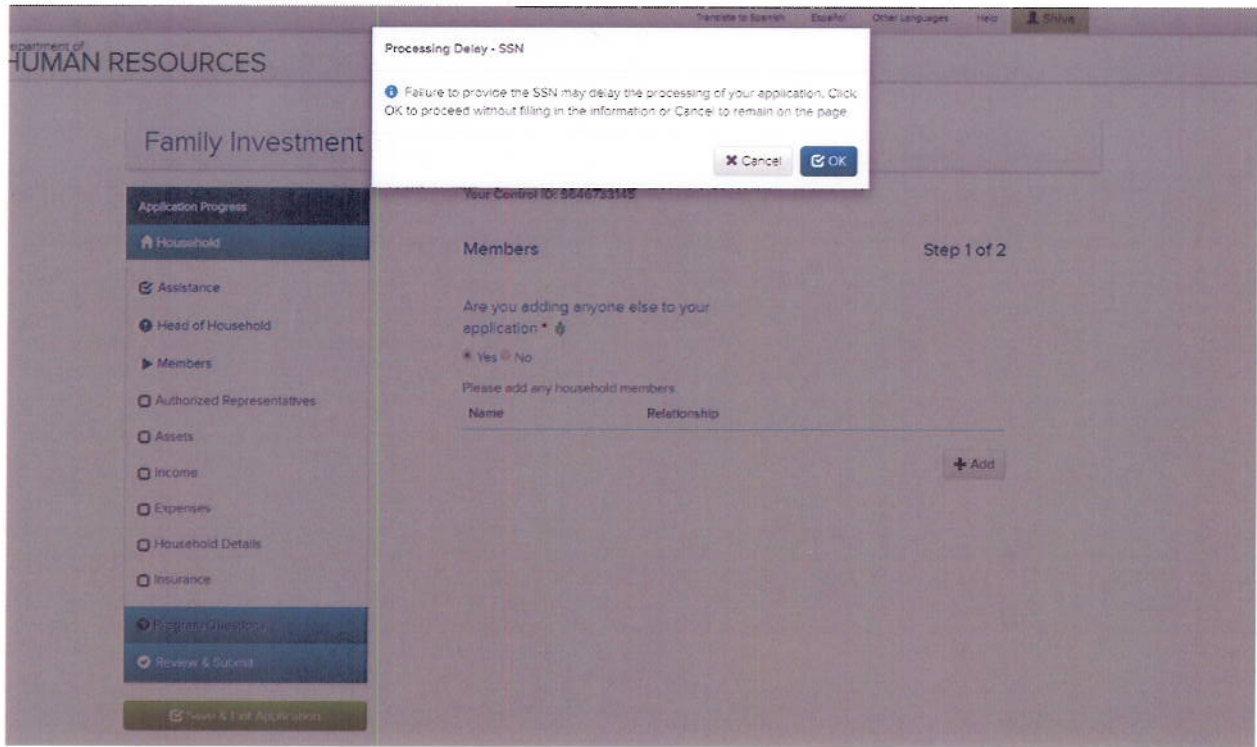 Translate to Spanish Español Other Languages Help Shiva
epartment of
HUMAN RESOURCES
Processing Delay - SSN
Failure to provide the SSN may delay the processing of your application. Click
OK to proceed without filling in the information or Cancel to remain on the page.
Cancel OK
Family Investment
Your Control ID:
Application Progress
Household
Members Step 1 of 2
Assistance
Are you adding anyone else to your
application *
Head of Household
Yes No
Members
Please add any household members.
Authorized Representatives
Name Relationship
Assets
Add
Income
Expenses
Household Details
Insurance
Program Questions
Review & Submit
Save & Exit Application